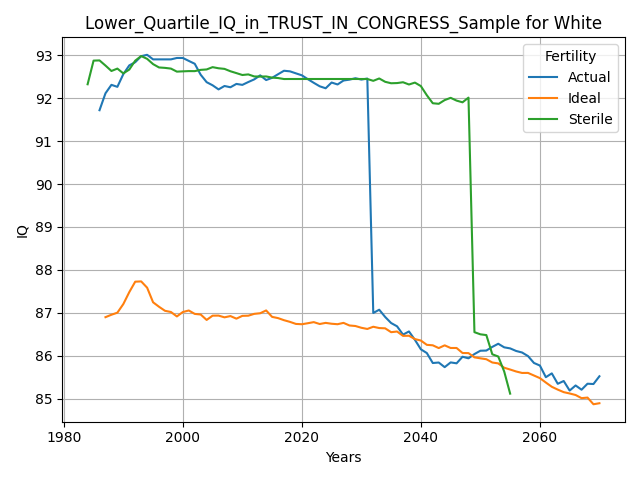 Lower_Quartile_IQ_in_TRUST_IN_CONGRESS_Sample for White
IQ
93
92
91
90
89
88
87
86
85
Fertility
Actual
Ideal
Sterile
1980
2000
2020
2040
2060
Years